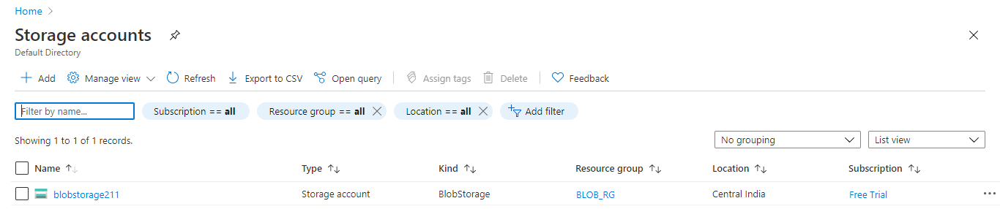 Home
Storage accounts
Default Directory
Add Manage view Refresh Export to CSV Open query Assign tags Delete Feedback
Filter by name... Subscription == all Resource group == all Location == all Add filter
Showing 1 to 1 of 1 records. No grouping List view
Name Type Kind Resource group Location Subscription
blobstorage211 Storage account BlobStorage BLOB_RG Central India Free Trial